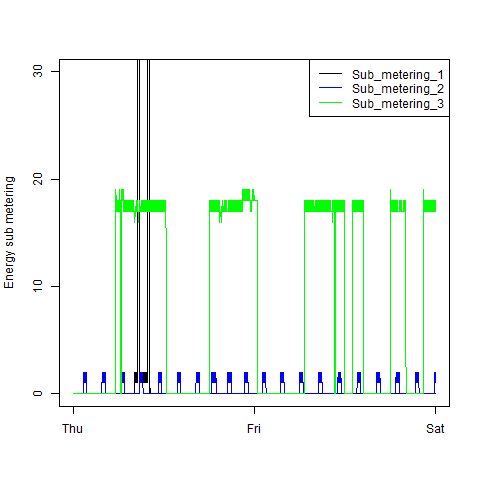 Sub_metering_1
Sub_metering_2
Sub_metering_3
Energy sub metering
30
20
10
0
Thu Fri Sat